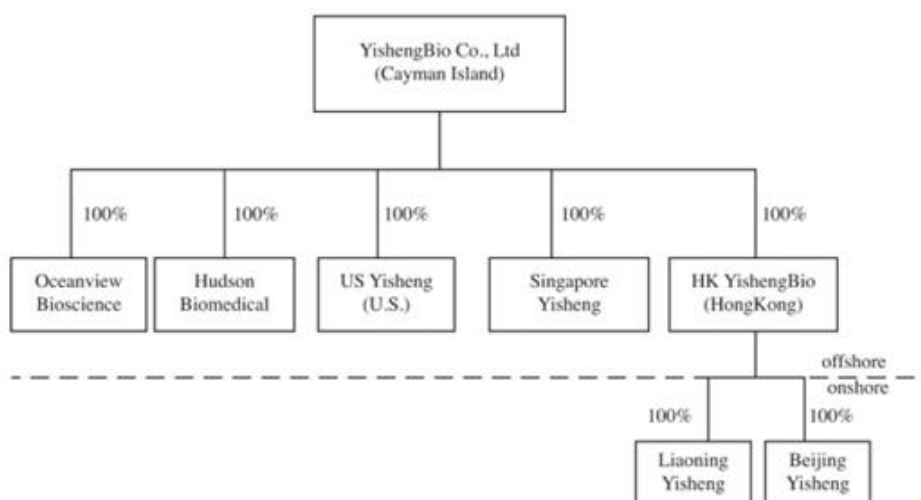 YishengBio Co., Ltd
(Cayman Island)
100%
100%
100%
100%
100%
Oceanview
Bioscience
Hudson
Biomedical
US Yisheng
(U.S.)
Singapore
Yisheng
HK YishengBio
(HongKong)
offshore
onshore
100%
100%
Liaoning
Yisheng
Beijing
Yisheng